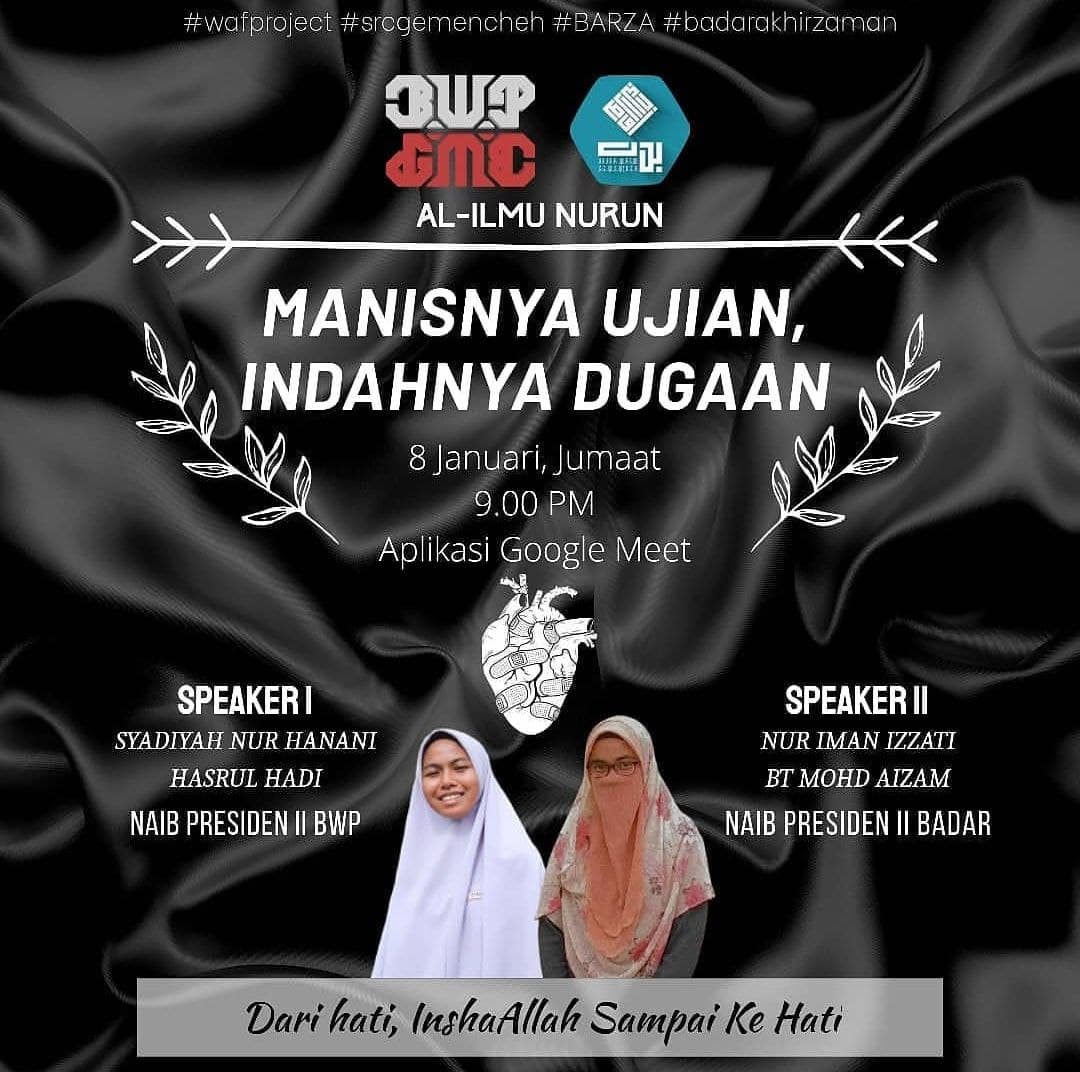 #wafproject #srcgemencheh #BARZA #badarakhirzaman
B.W.P
GMC
AL-ILMU NURUN
MANISNYA UJIAN,
INDAHNYA DUGAAN
8 Januari, Jumaat
9.00 PM
Aplikasi Google Meet
SPEAKER I
SYADIYAH NUR HANANI
HASRUL HADI
NAIB PRESIDEN II BWP
SPEAKER II
NUR IMAN IZZATI
BT MOHD AIZAM
NAIB PRESIDEN II BADAR
Dari hati, InshaAllah Sampai Ke Hati